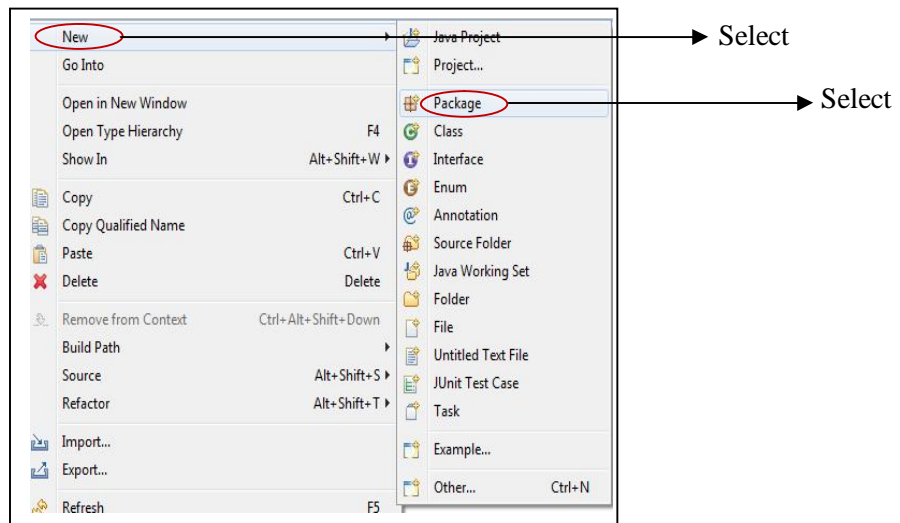 New
Go Into
Open in New Window
Open Type Hierarchy F4
Show In Alt+Shift+W
Copy Ctrl+C
Copy Qualified Name
Paste Ctrl+V
Delete Delete
Remove from Context Ctrl+Alt+Shift+Down
Build Path
Source Alt+Shift+S
Refactor Alt+Shift+T
Import...
Export...
Refresh F5
Java Project
Project...
Package
Class
Interface
Enum
Annotation
Source Folder
Java Working Set
Folder
File
Untitled Text File
JUnit Test Case
Task
Example...
Other... Ctrl+N
Select
Select